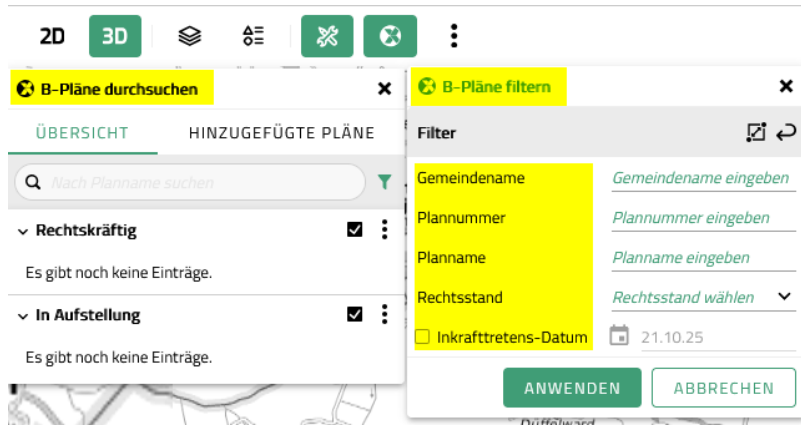 2D 3D
B-Pläne durchsuchen
ÜBERSICHT HINZUGEFÜGTE PLÄNE
Nach Planname suchen
Rechtskräftig
Es gibt noch keine Einträge.
In Aufstellung
Es gibt noch keine Einträge.
B-Pläne filtern
Filter
Gemeindename Gemeindename eingeben
Plannummer Plannummer eingeben
Planname Planname eingeben
Rechtsstand Rechtsstand wählen
Inkrafttretens-Datum 21.10.25
ANWENDEN ABBRECHEN
Düffelward